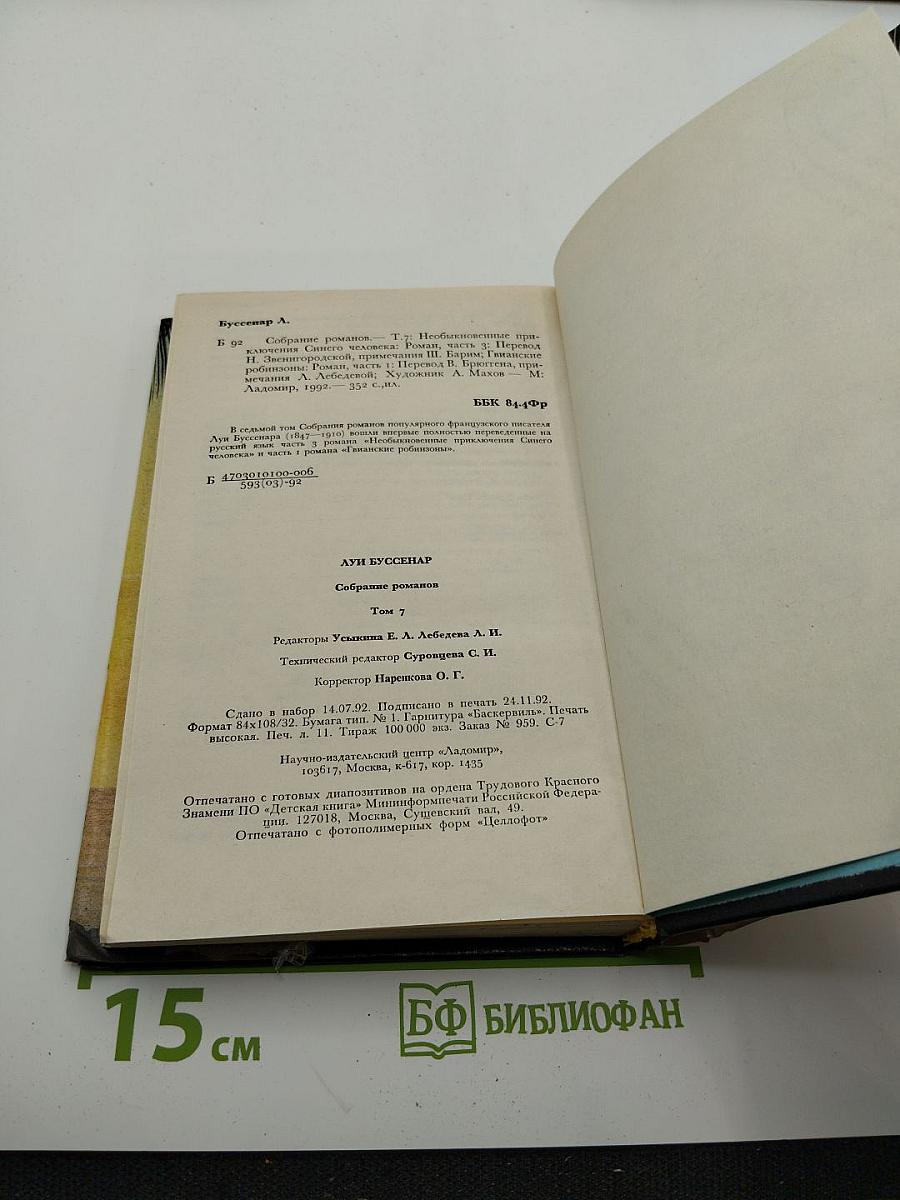 Буссенар Л.
Б 92 Собрание романов.— Т.7: Необыкновенные при-
ключения Синего человека: Роман, часть 3: Перевод
Н. Звенигородской, примечания Ш. Барим; Гвианские
робинзоны: Роман, часть 1: Перевод В. Брюггена, при-
мечания Л. Лебедевой; Художник А. Махов — М:
Ладомир, 1992.— 352 с.,ил.
ББК 84.4Фр
В седьмой том Собрания романов популярного французского писателя
Луи Буссенара (1847—1910) вошли впервые полностью переведенные на
русский язык часть 3 романа «Необыкновенные приключения Синего
человека» и часть 1 романа «Гвианские робинзоны».
Б 4703010100-006
593(03)-92
ЛУИ БУССЕНАР
Собрание романов
Том 7
Редакторы Усыкина Е. Л. Лебедева Л. И.
Технический редактор Суровцева С. И.
Корректор Наренкова О. Г.
Сдано в набор 14.07.92. Подписано в печать 24.11.92.
Формат 84х108/32. Бумага тип. № 1. Гарнитура «Баскервиль». Печать
высокая. Печ. л. 11. Тираж 100 000 экз. Заказ № 959. С-7
Научно-издательский центр «Ладомир»,
103617, Москва, к-617, кор. 1435
Отпечатано с готовых диапозитивов на ордена Трудового Красного
Знамени ПО «Детская книга» Мининформпечати Российской Федера-
ции. 127018, Москва, Сущевский вал, 49.
Отпечатано с фотополимерных форм «Целлофот»
15 см
БФ БИБЛИОФАН